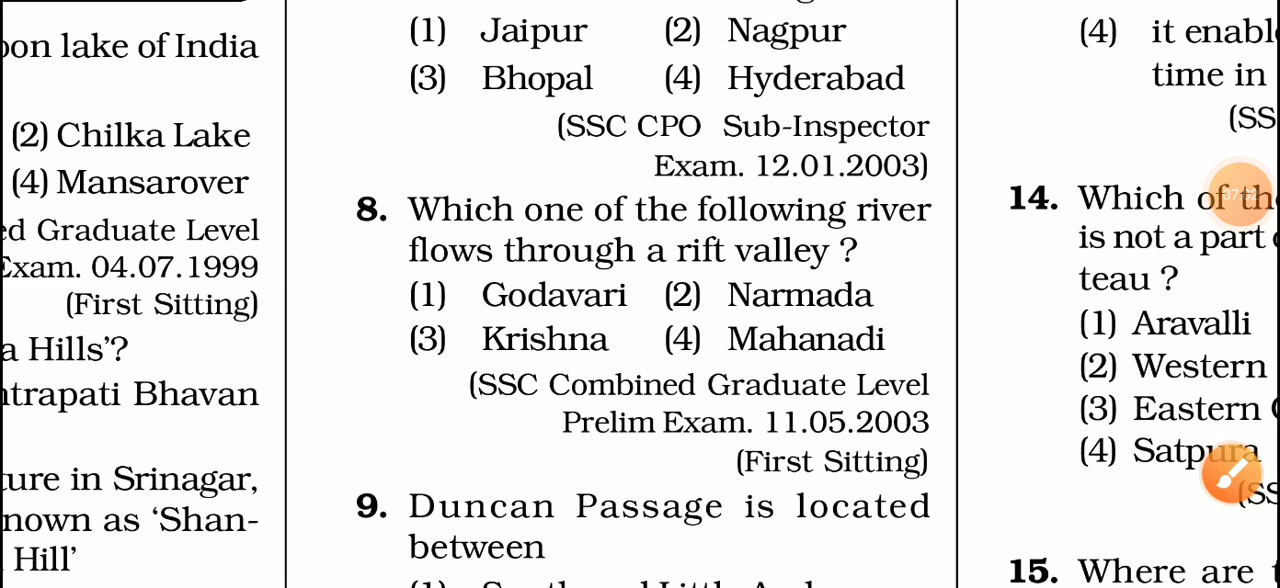 oon lake of India
(2) Chilka Lake
(4) Mansarover
ed Graduate Level
Exam. 04.07.1999
(First Sitting)
a Hills’?
atrapati Bhavan
ture in Srinagar,
nown as ‘Shan-
Hill’
(1) Jaipur (2) Nagpur
(3) Bhopal (4) Hyderabad
(SSC CPO Sub-Inspector
Exam. 12.01.2003)
8. Which one of the following river
flows through a rift valley ?
(1) Godavari (2) Narmada
(3) Krishna (4) Mahanadi
(SSC Combined Graduate Level
Prelim Exam. 11.05.2003
(First Sitting)
9. Duncan Passage is located
between
(4) it enabl
time in
(SS
14. Which of th
is not a part
teau ?
(1) Aravalli
(2) Western
(3) Eastern
(4) Satpura
(SS
15. Where are